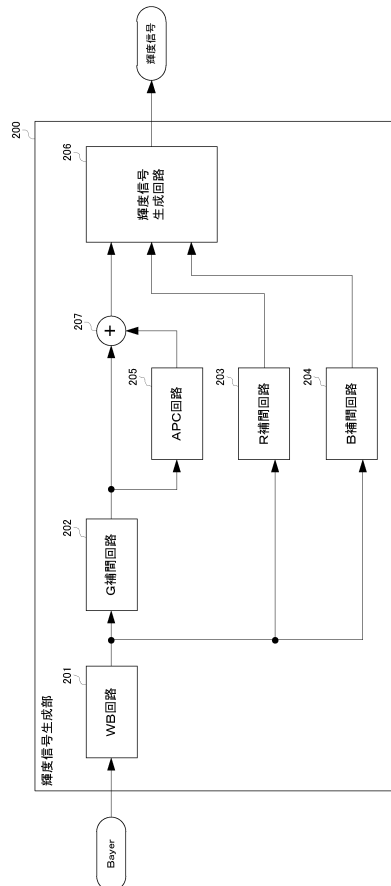 輝度信号生成部
200
Bayer
201
WB回路
202
G補間回路
207
+
205
APC回路
203
R補間回路
204
B補間回路
206
輝度信号
生成回路
輝度信号